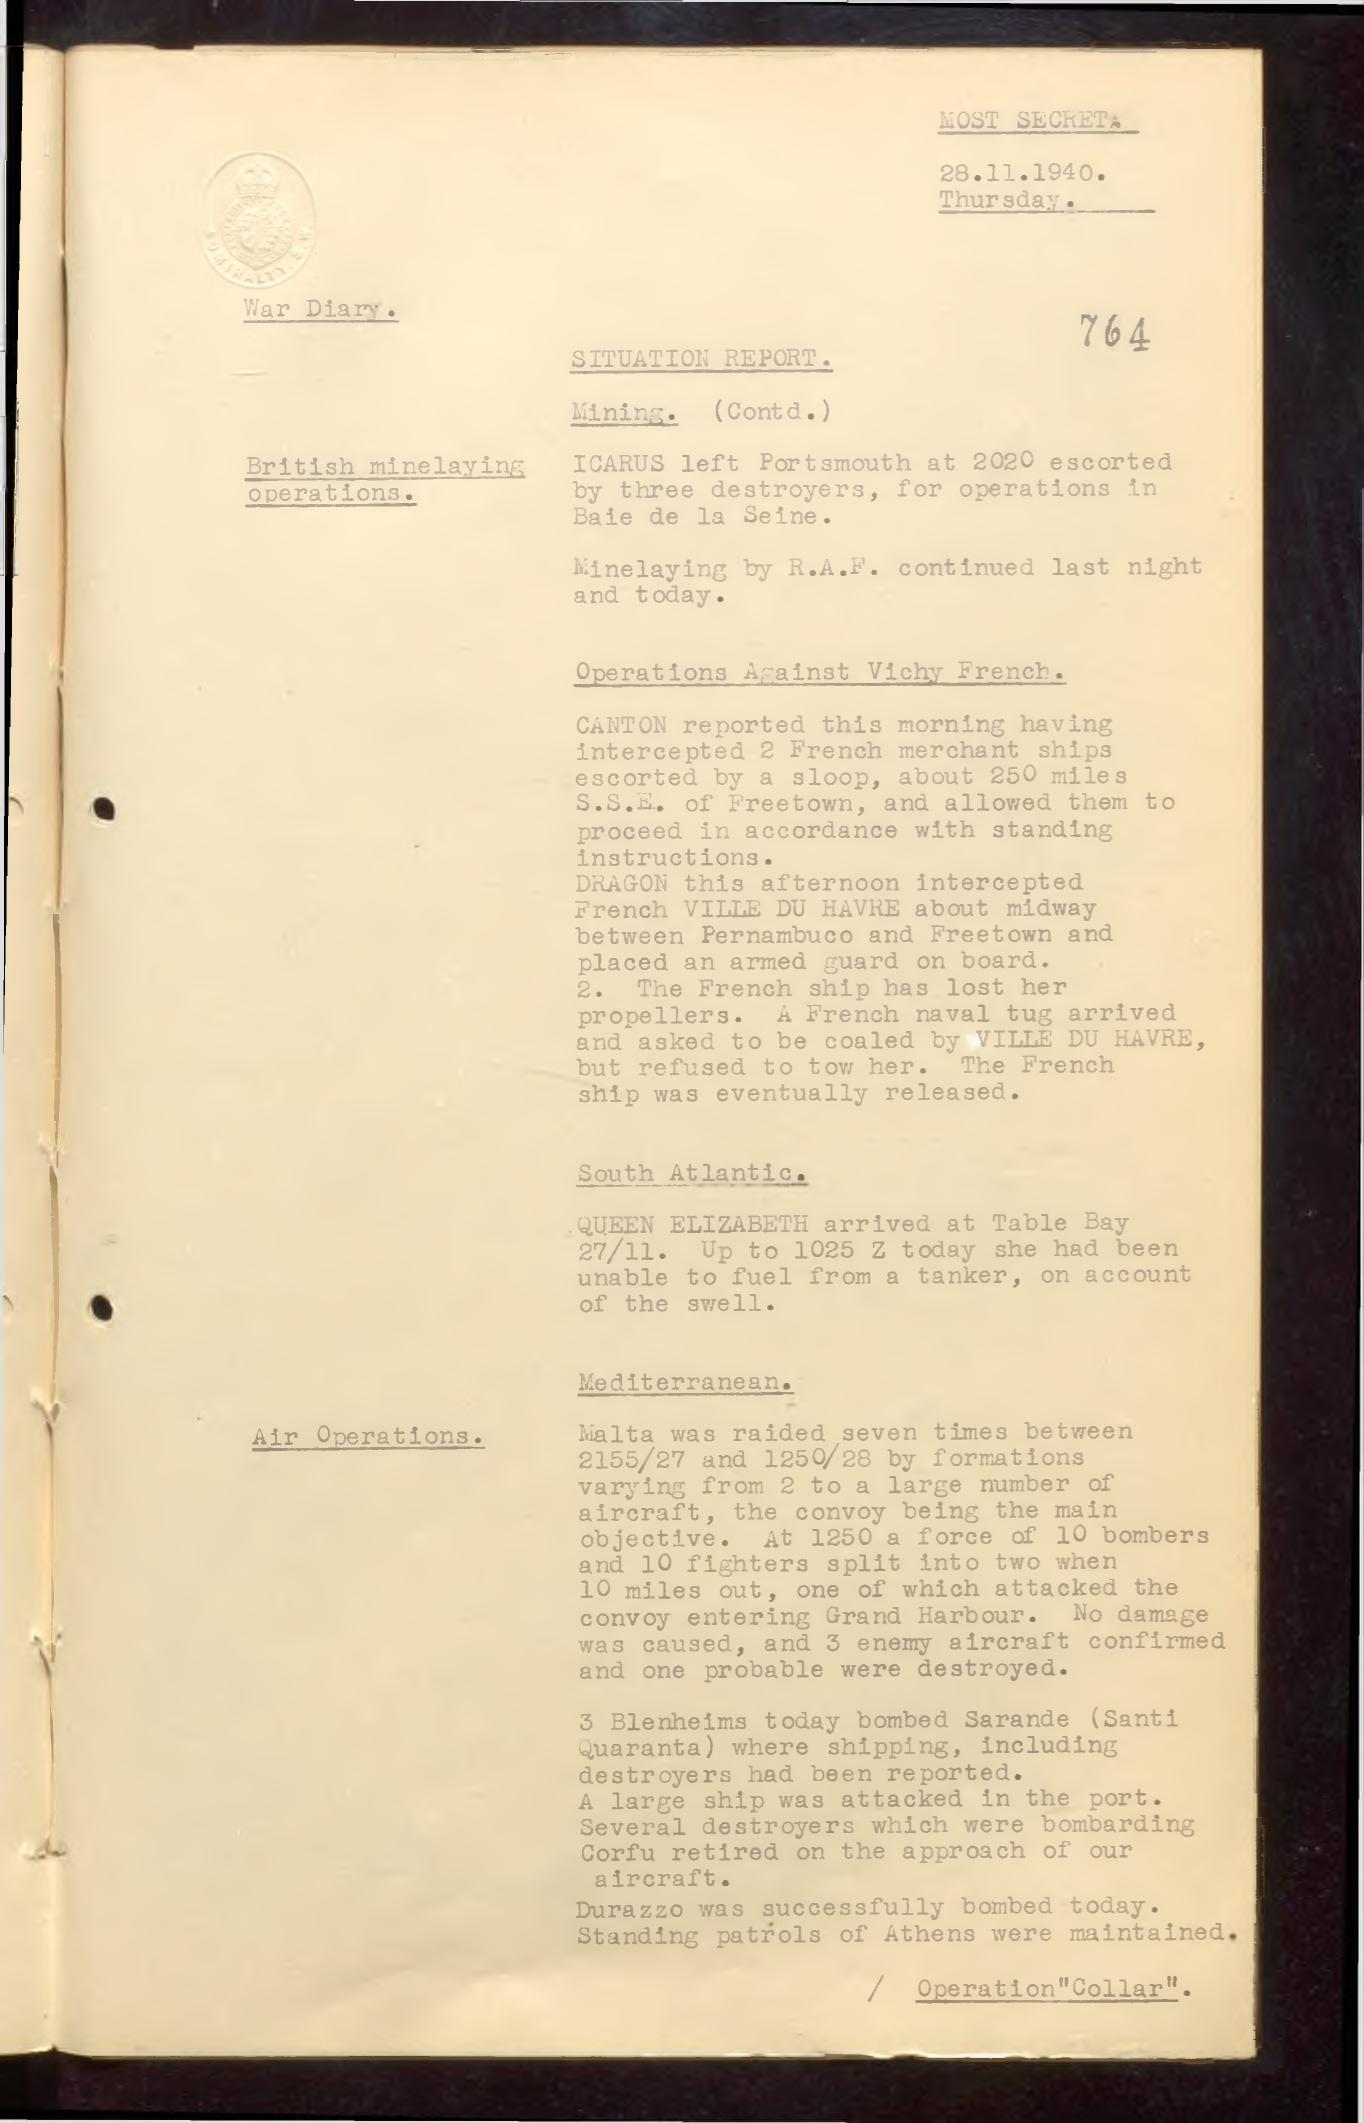 MOST SECRET.
28.11.1940.
Thursday.
ADMIRALTY. S.W.
War Diary.
764
SITUATION REPORT.
Mining. (Contd.)
British minelaying
operations.
ICARUS left Portsmouth at 2020 escorted
by three destroyers, for operations in
Baie de la Seine.
Minelaying by R.A.F. continued last night
and today.
Operations Against Vichy French.
CANTON reported this morning having
intercepted 2 French merchant ships
escorted by a sloop, about 250 miles
S.S.E. of Freetown, and allowed them to
proceed in accordance with standing
instructions.
DRAGON this afternoon intercepted
French VILLE DU HAVRE about midway
between Pernambuco and Freetown and
placed an armed guard on board.
2. The French ship has lost her
propellers. A French naval tug arrived
and asked to be coaled by VILLE DU HAVRE,
but refused to tow her. The French
ship was eventually released.
South Atlantic.
QUEEN ELIZABETH arrived at Table Bay
27/11. Up to 1025 Z today she had been
unable to fuel from a tanker, on account
of the swell.
Mediterranean.
Air Operations.
Malta was raided seven times between
2155/27 and 1250/28 by formations
varying from 2 to a large number of
aircraft, the convoy being the main
objective. At 1250 a force of 10 bombers
and 10 fighters split into two when
10 miles out, one of which attacked the
convoy entering Grand Harbour. No damage
was caused, and 3 enemy aircraft confirmed
and one probable were destroyed.
3 Blenheims today bombed Sarande (Santi
Quaranta) where shipping, including
destroyers had been reported.
A large ship was attacked in the port.
Several destroyers which were bombarding
Corfu retired on the approach of our
aircraft.
Durazzo was successfully bombed today.
Standing patrols of Athens were maintained.
/ Operation"Collar".